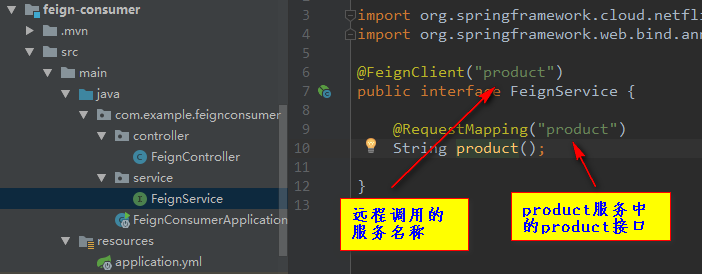 feign-consumer
.mvn
src
main
java
com.example.feignconsumer
controller
FeignController
service
FeignService
FeignConsumerApplication
resources
application.yml
3 import org.springframework.cloud.netfli
4 import org.springframework.web.bind.ann
5
6 @FeignClient("product")
7 public interface FeignService {
8
9 @RequestMapping("product")
10 String product();
11
12 }
13
远程调用的
服务名称
product服务中
的product接口